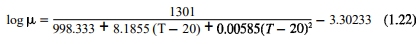 log μ = 1301 / 998.333 + 8.1855 (T − 20) + 0.00585(T − 20)² − 3.30233 (1.22)